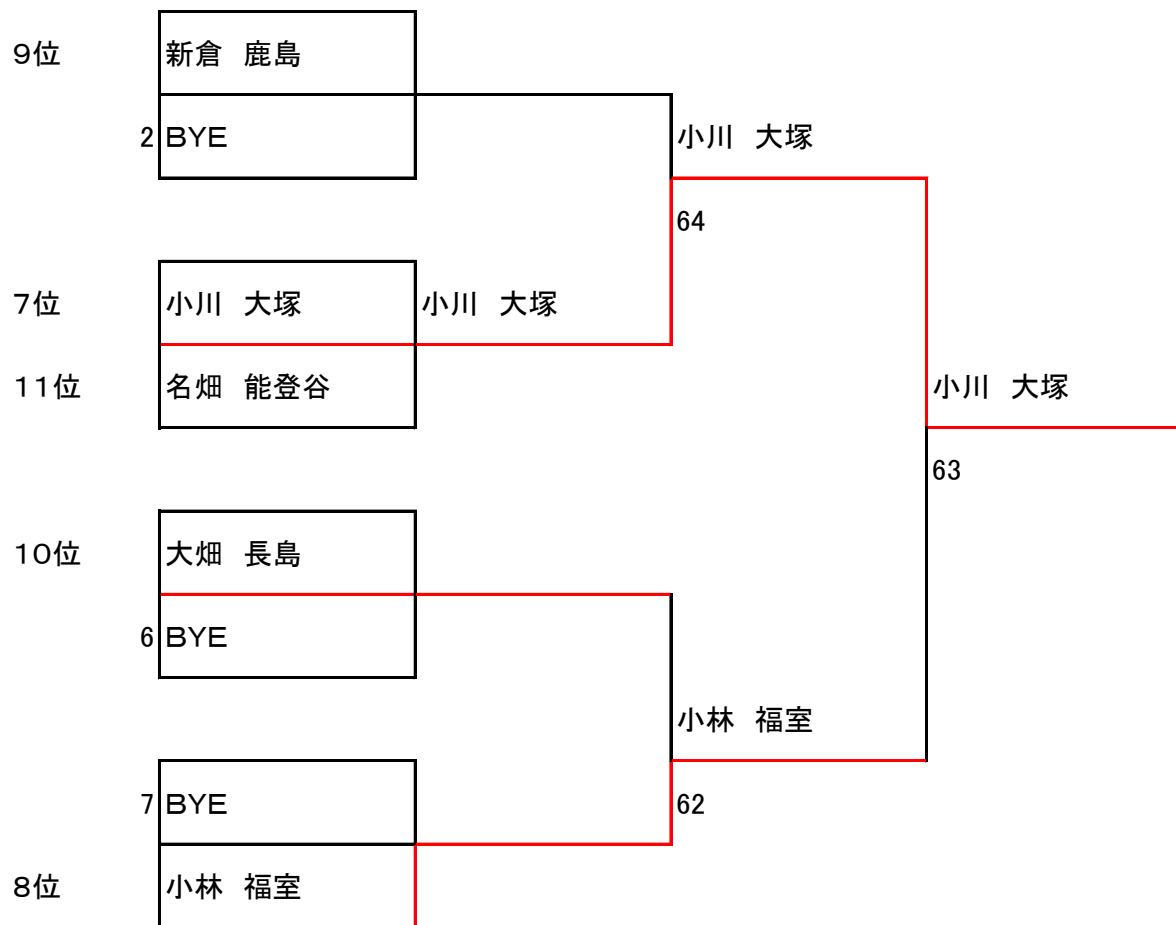 9位 新倉 鹿島
2 BYE
小川 大塚
64
7位 小川 大塚 小川 大塚
11位 名畑 能登谷
小川 大塚
63
10位 大畑 長島
6 BYE
小林 福室
7 BYE
62
8位 小林 福室